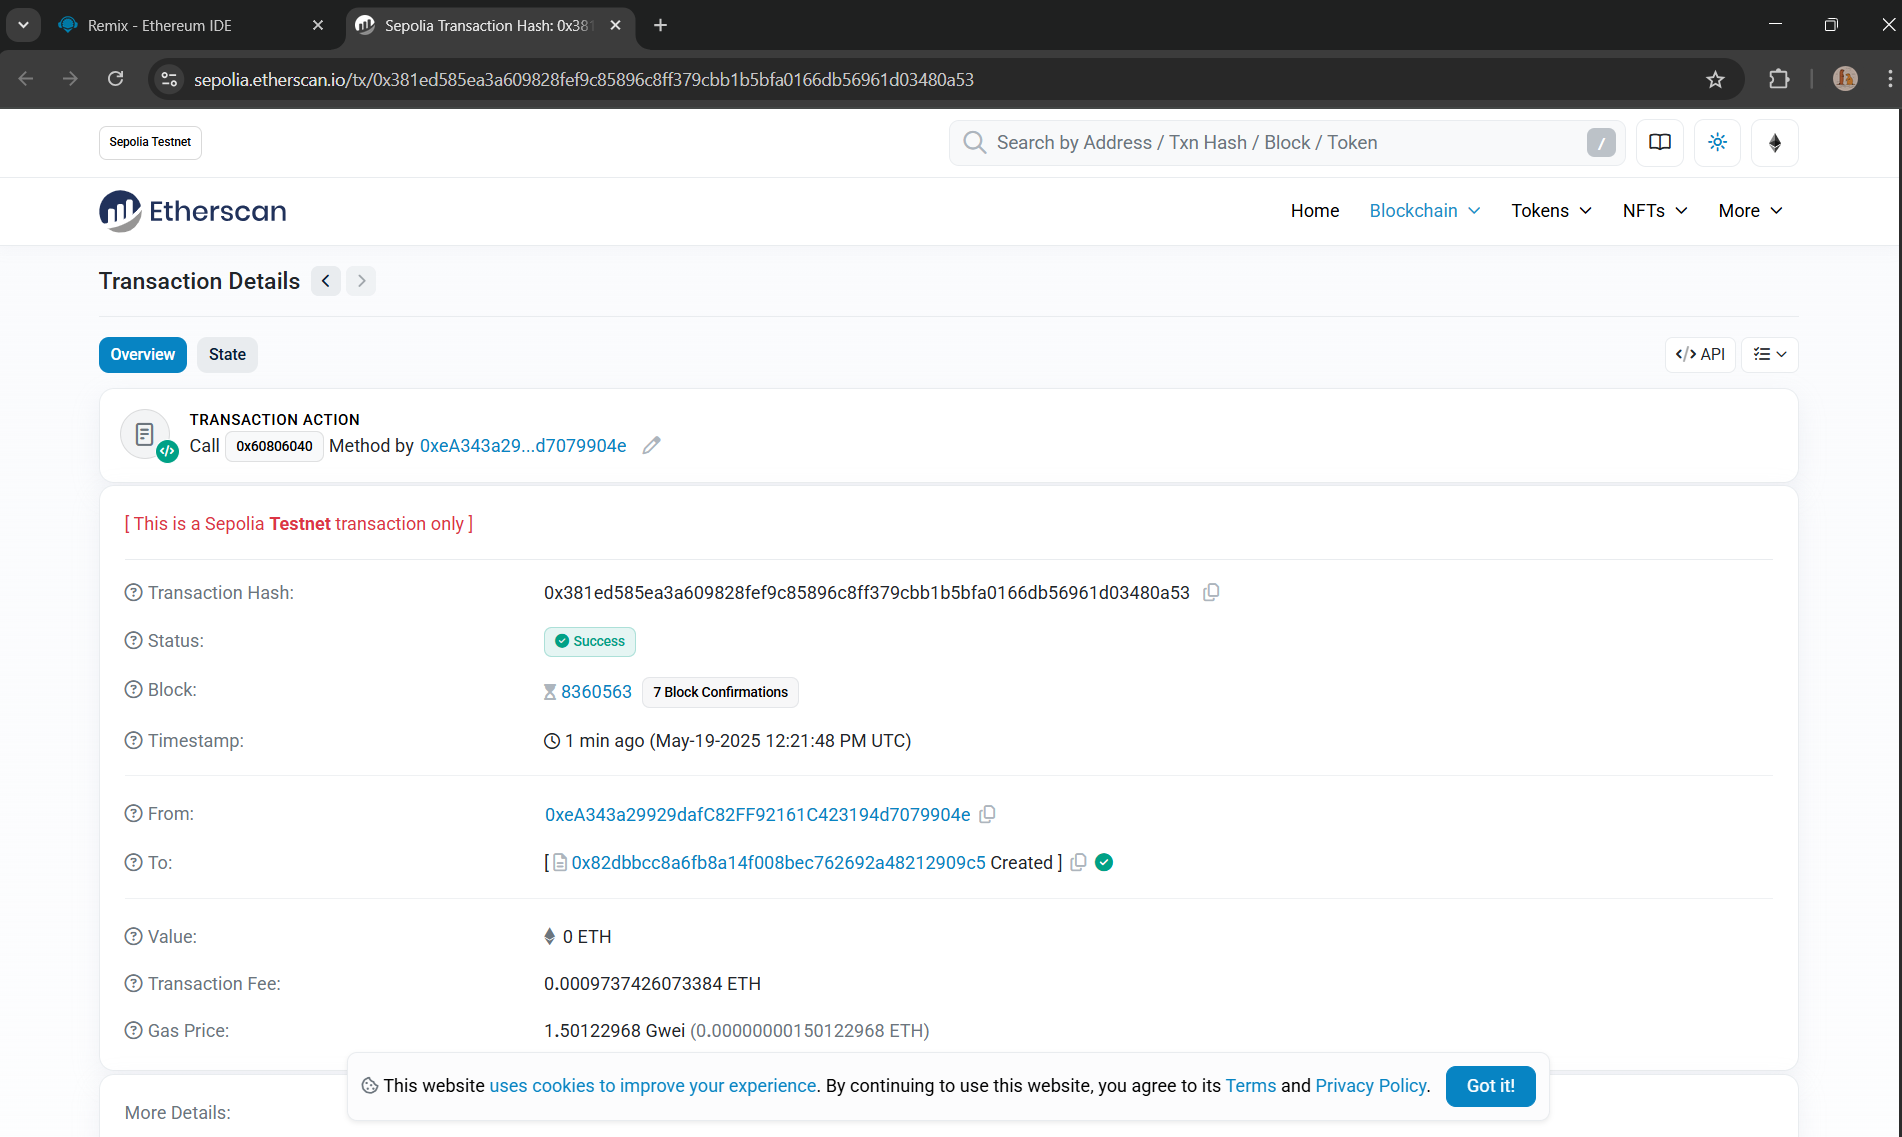 Remix - Ethereum IDE
Sepolia Transaction Hash: 0x381
sepolia.etherscan.io/tx/0x381ed585ea3a609828fef9c85896c8ff379cbb1b5bfa0166db56961d03480a53
Sepolia Testnet
Search by Address / Txn Hash / Block / Token
/
Etherscan
Home
Blockchain
Tokens
NFTs
More
Transaction Details
Overview
State
</> API
TRANSACTION ACTION
Call 0x60806040 Method by 0xeA343a29...d7079904e
[ This is a Sepolia Testnet transaction only ]
Transaction Hash:
0x381ed585ea3a609828fef9c85896c8ff379cbb1b5bfa0166db56961d03480a53
Status:
Success
Block:
8360563
7 Block Confirmations
Timestamp:
1 min ago (May-19-2025 12:21:48 PM UTC)
From:
0xeA343a29929dafC82FF92161C423194d7079904e
To:
[ 0x82dbbcc8a6fb8a14f008bec762692a48212909c5 Created ]
Value:
0 ETH
Transaction Fee:
0.0009737426073384 ETH
Gas Price:
1.50122968 Gwei (0.00000000150122968 ETH)
This website uses cookies to improve your experience. By continuing to use this website, you agree to its Terms and Privacy Policy.
Got it!
More Details: